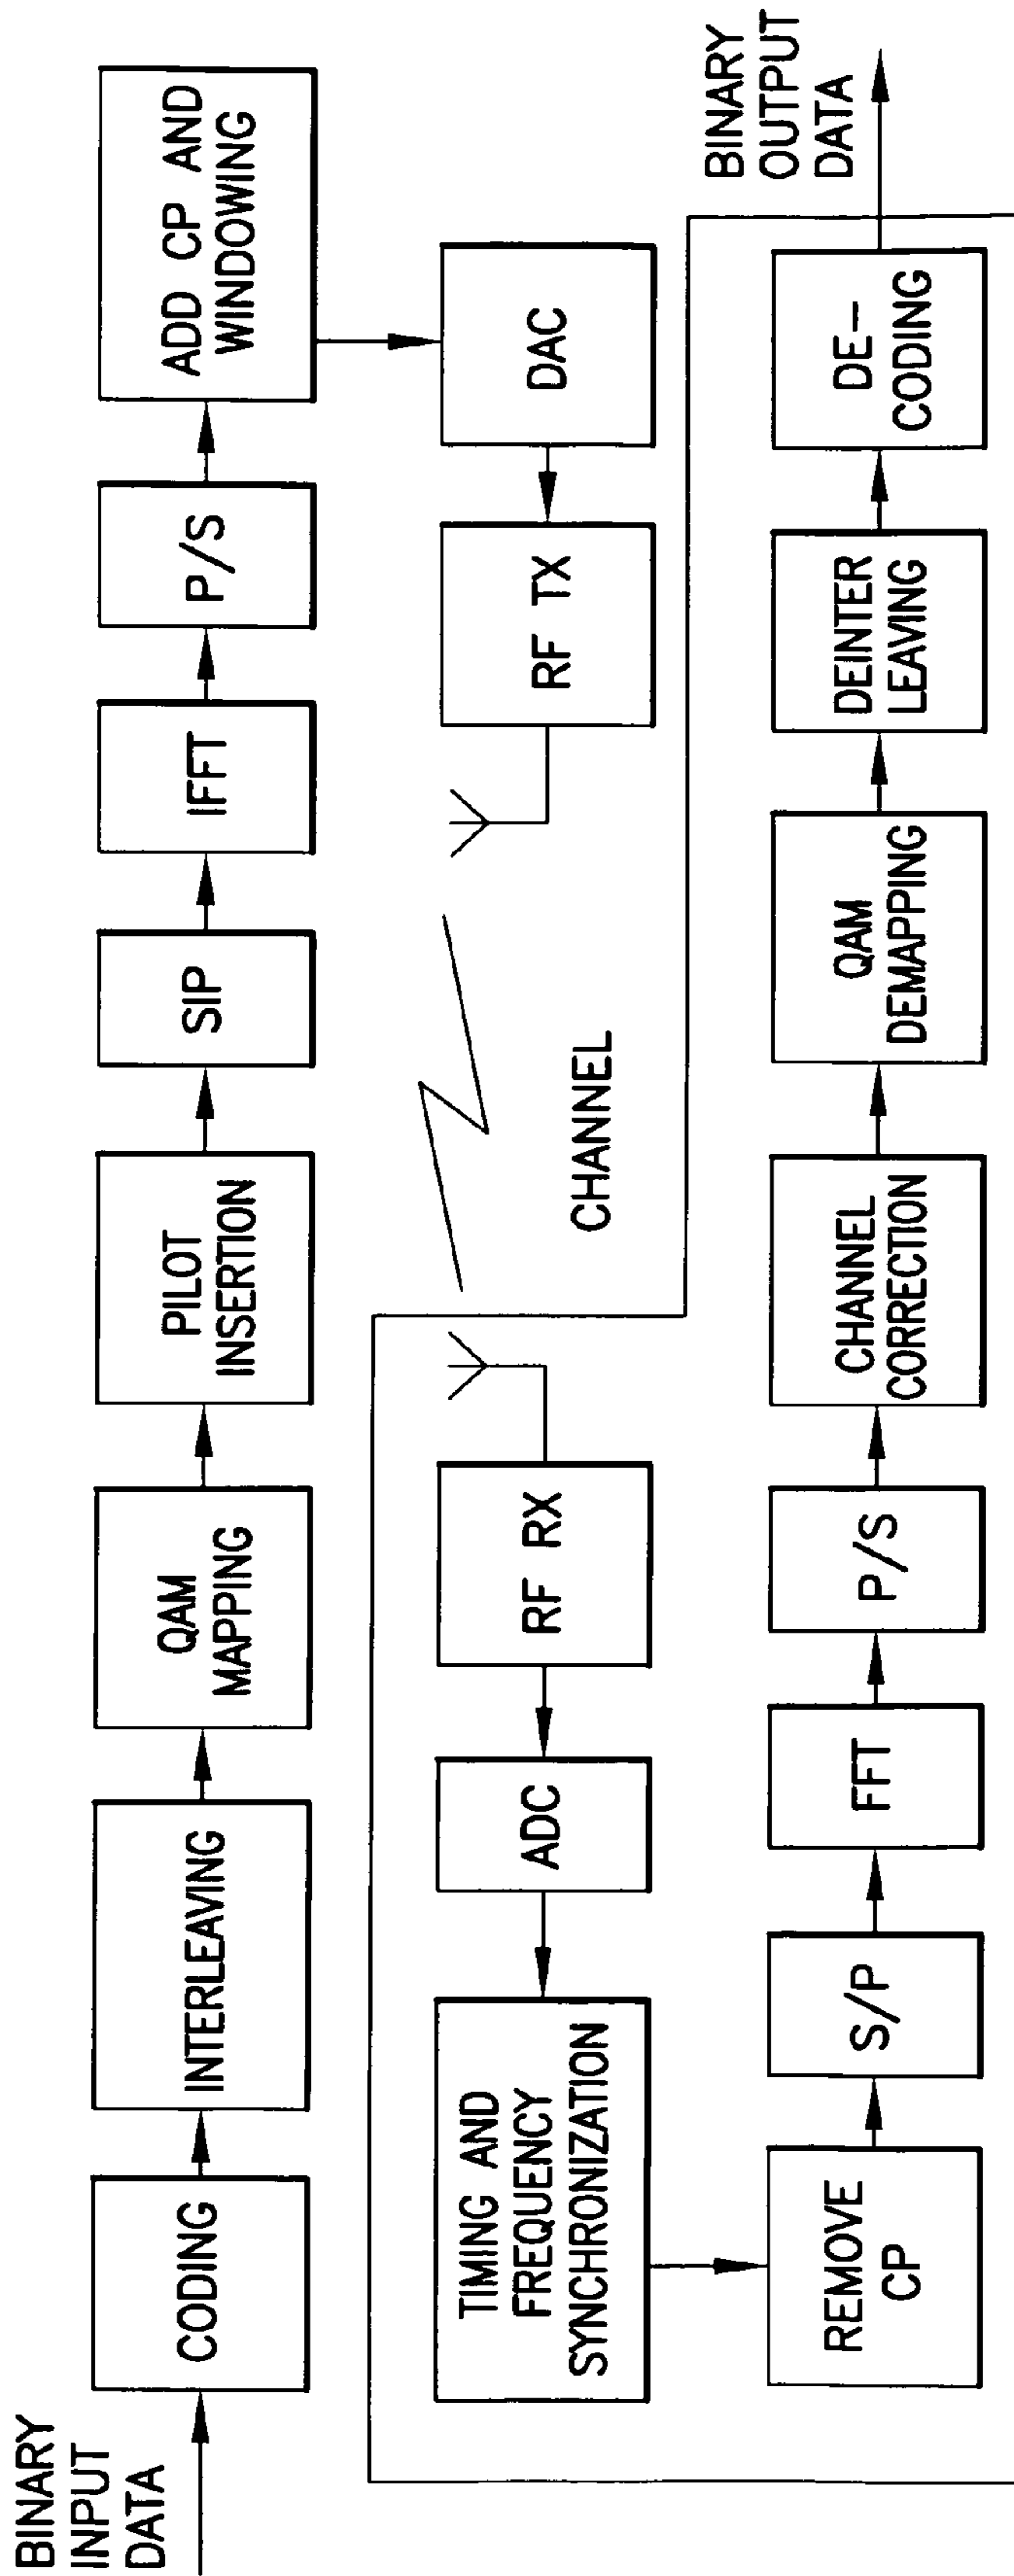 BINARY
INPUT
DATA
CODING
INTERLEAVING
QAM
MAPPING
PILOT
INSERTION
SIP
IFFT
P/S
ADD CP AND
WINDOWING
DAC
RF TX
CHANNEL
RF RX
ADC
TIMING AND
FREQUENCY
SYNCHRONIZATION
REMOVE
CP
S/P
FFT
P/S
CHANNEL
CORRECTION
QAM
DEMAPPING
DEINTER
LEAVING
DE-
CODING
BINARY
OUTPUT
DATA